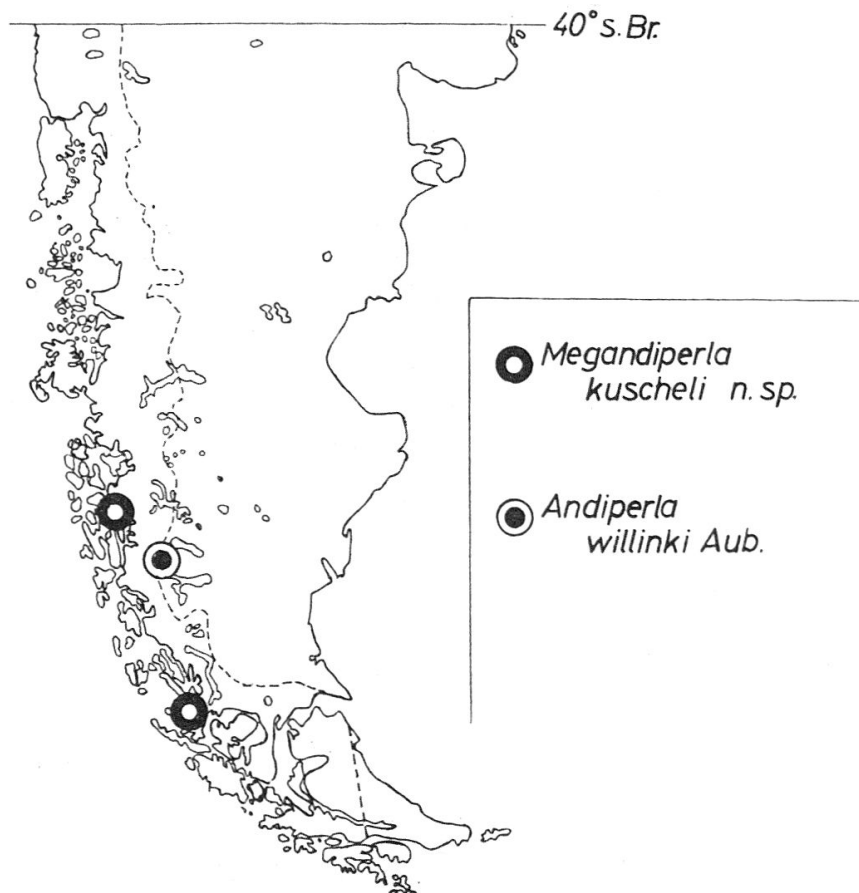 40° s. Br.
Megandiperla
kuscheli n. sp.
Andiperla
willinki Aub.